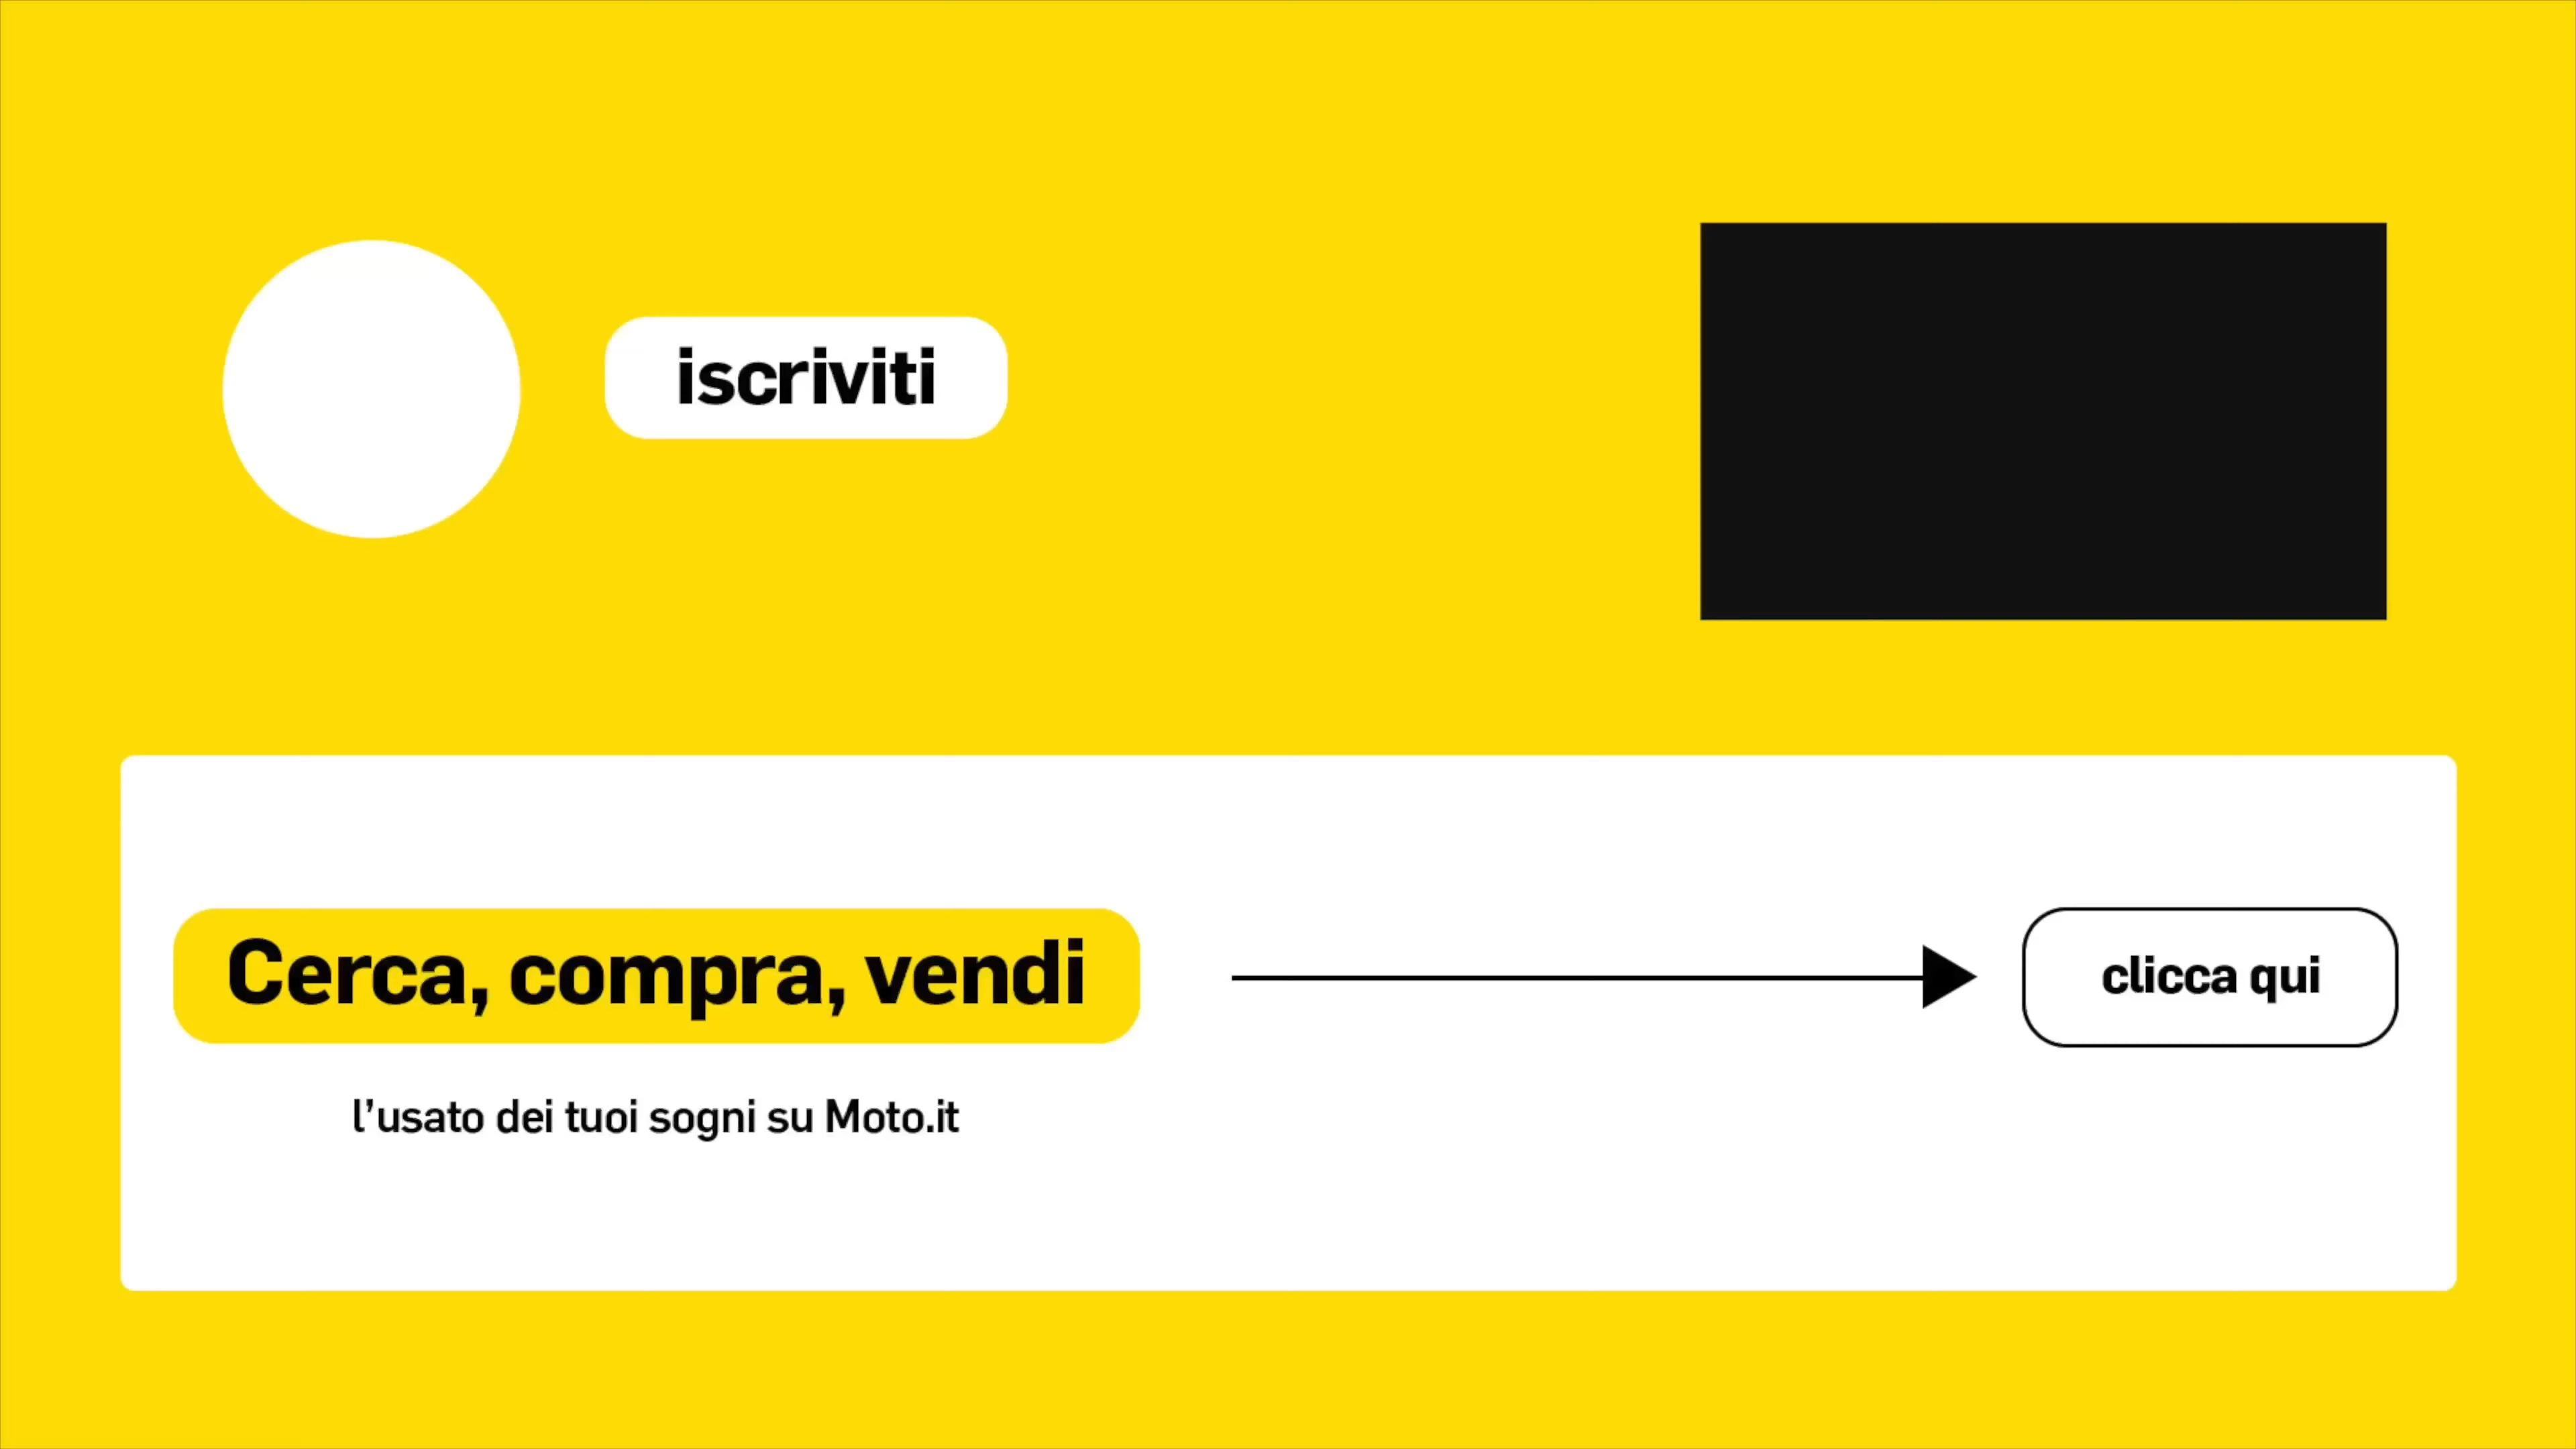 iscriviti
Cerca, compra, vendi
clicca qui
l’usato dei tuoi sogni su Moto.it